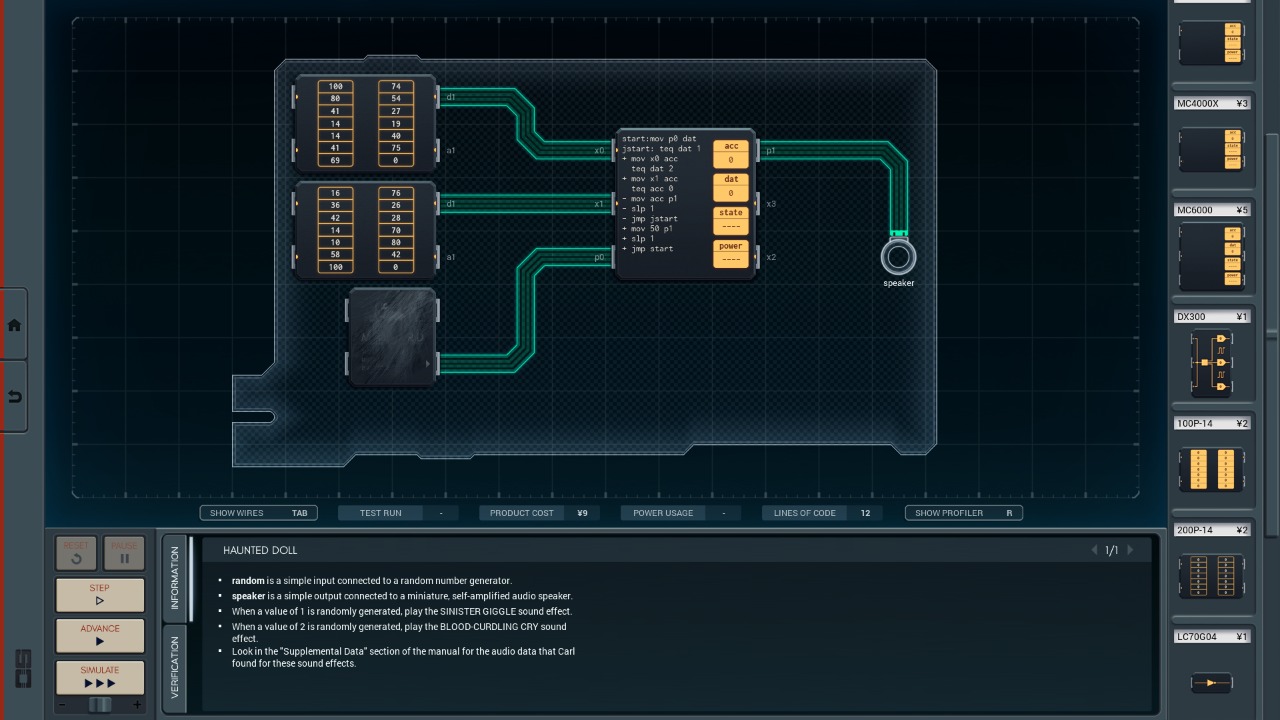 100 74
80 54
41 27
14 19
14 40
41 75
69 0
d1
a1
16 76
36 26
42 28
14 70
10 80
58 42
100 0
d1
a1
x0
x1
p0
start:mov p0 dat
jstart: teq dat 1
+ mov x0 acc
teq dat 2
+ mov x1 acc
teq acc 0
- mov acc p1
- slp 1
- jmp jstart
+ mov 50 p1
+ slp 1
+ jmp start
acc
0
dat
0
state
----
power
----
p1
x3
x2
speaker
MC4000X ¥3
MC6000 ¥5
DX300 ¥1
100P-14 ¥2
200P-14 ¥2
LC70G04 ¥1
SHOW WIRES TAB
TEST RUN -
PRODUCT COST ¥9
POWER USAGE -
LINES OF CODE 12
SHOW PROFILER R
RESET
PAUSE
STEP
ADVANCE
SIMULATE
- +
INFORMATION
VERIFICATION
HAUNTED DOLL
1/1
▪ random is a simple input connected to a random number generator.
▪ speaker is a simple output connected to a miniature, self-amplified audio speaker.
▪ When a value of 1 is randomly generated, play the SINISTER GIGGLE sound effect.
▪ When a value of 2 is randomly generated, play the BLOOD-CURDLING CRY sound
effect.
▪ Look in the "Supplemental Data" section of the manual for the audio data that Carl
found for these sound effects.